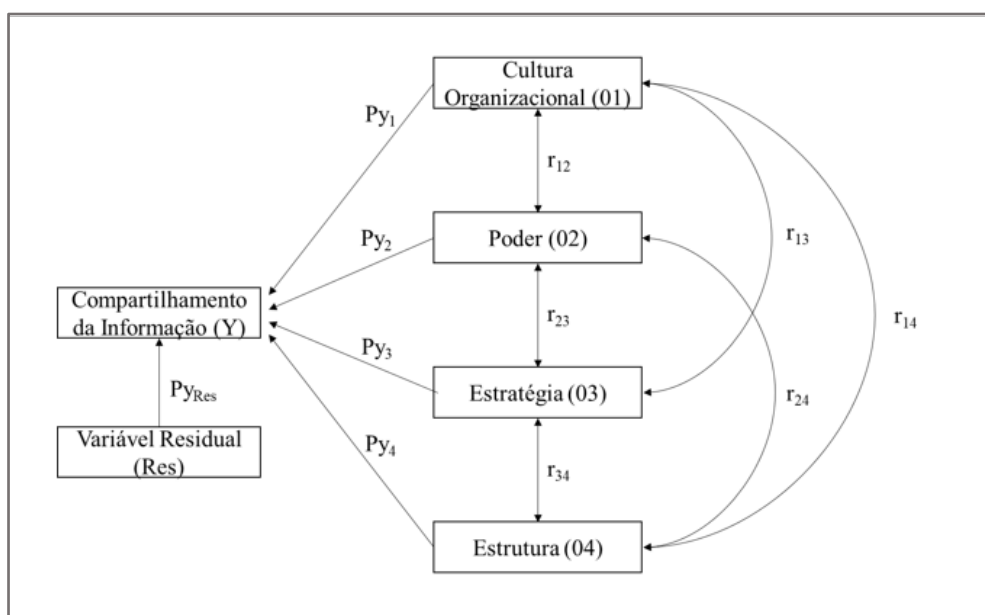 Cultura
Organizacional (01)
Py₁
r₁₂
Py₂
Poder (02)
r₁₃
Compartilhamento
da Informação (Y)
r₂₃
r₁₄
Py₃
Estratégia (03)
r₂₄
Py_Res
Variável Residual
(Res)
Py₄
r₃₄
Estrutura (04)